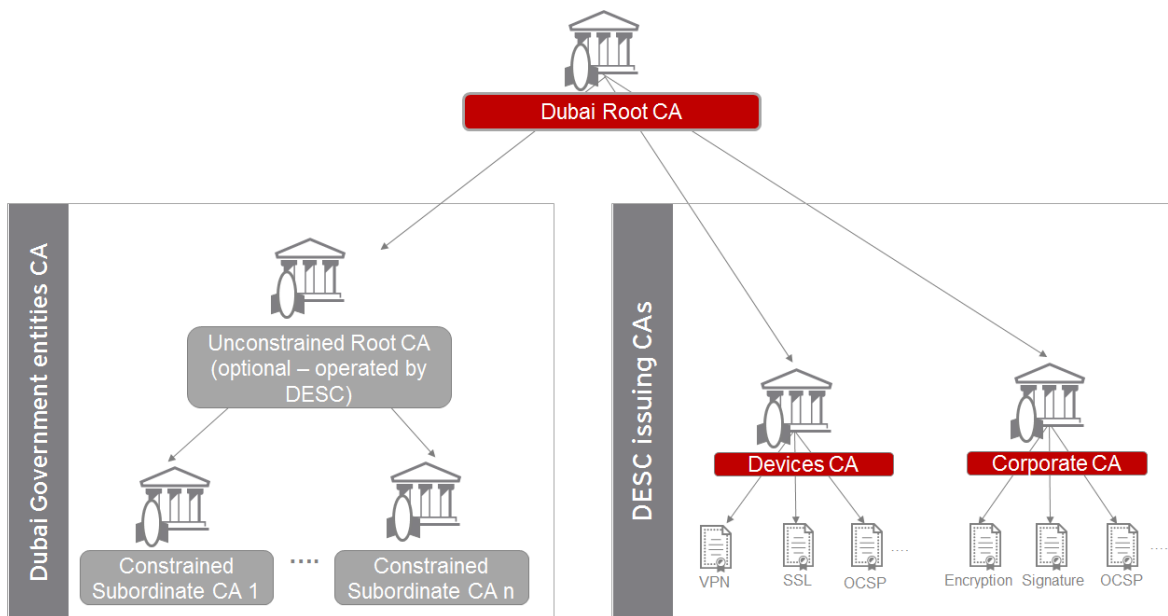 Dubai Root CA
Dubai Government entities CA
Unconstrained Root CA
(optional – operated by
DESC)
Constrained
Subordinate CA 1
....
Constrained
Subordinate CA n
DESC issuing CAs
Devices CA
Corporate CA
VPN
SSL
OCSP
.....
Encryption
Signature
OCSP
.....